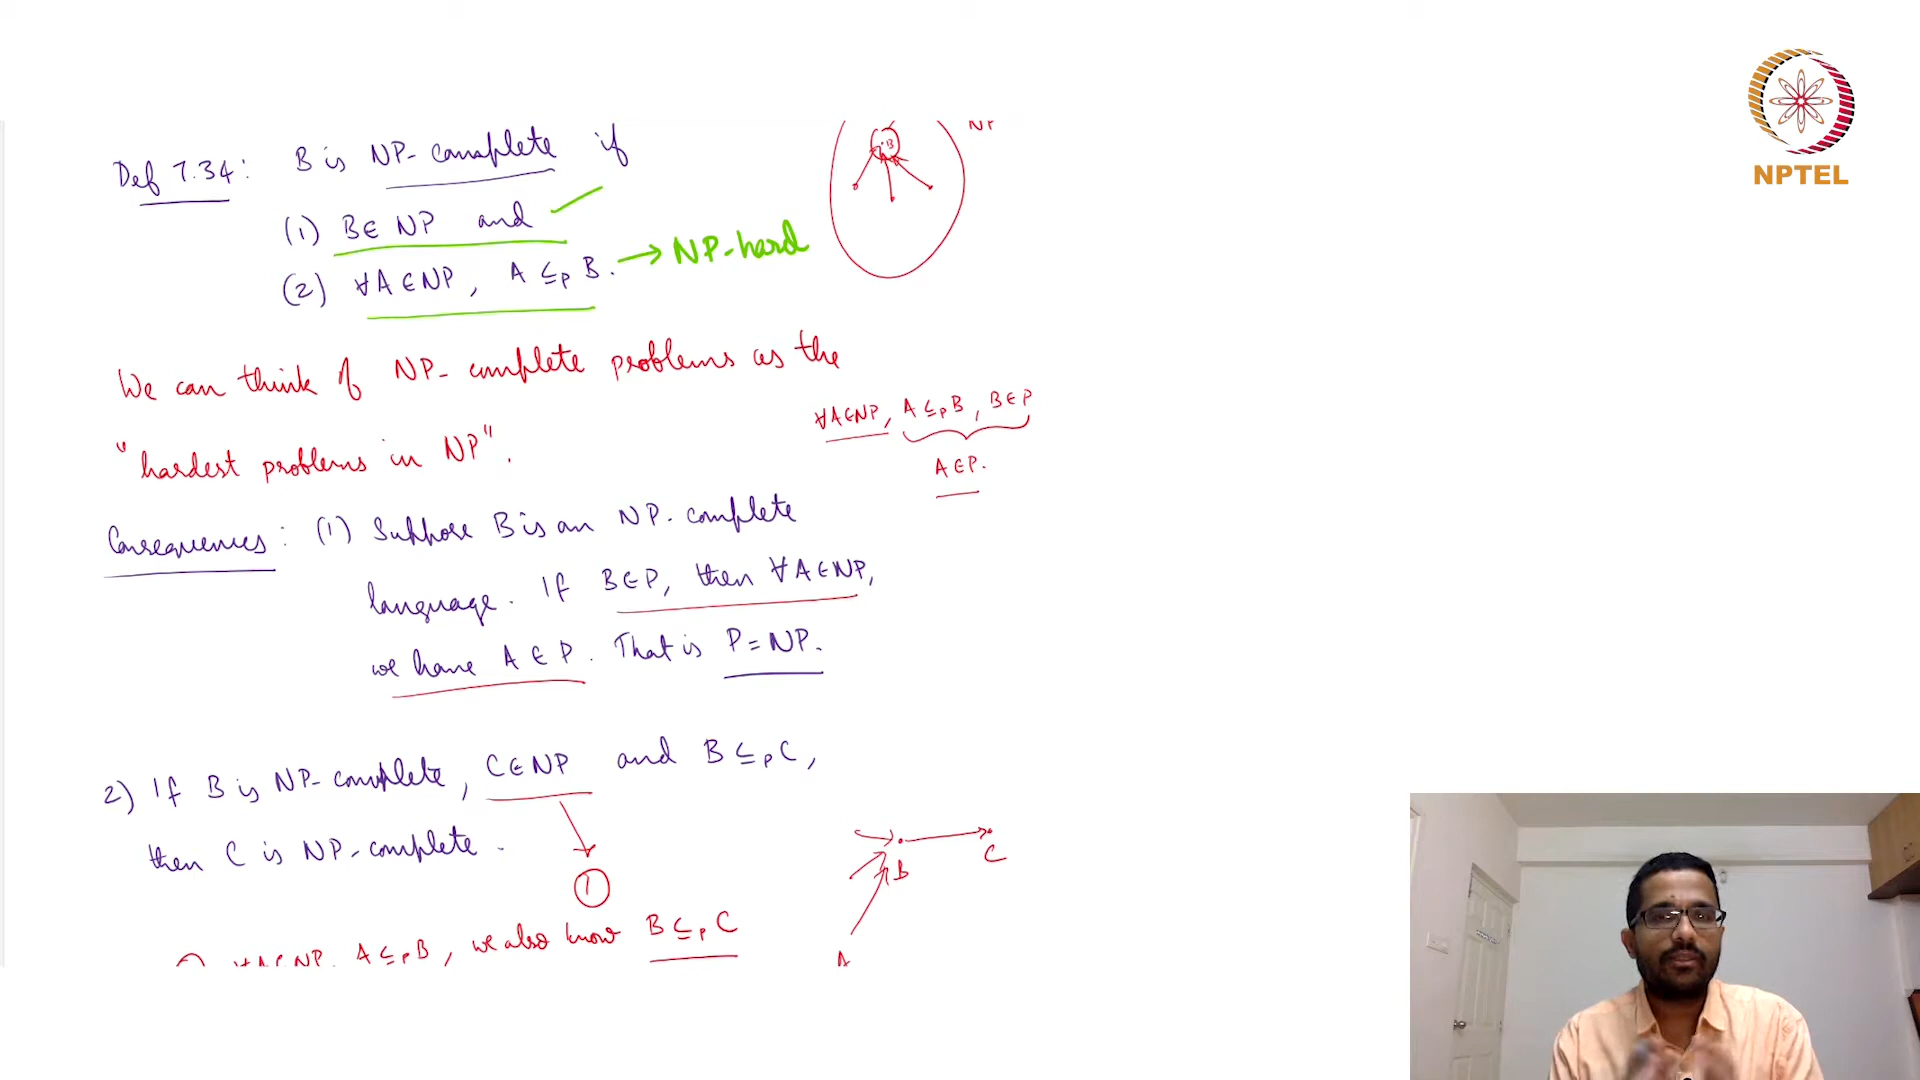 NPTEL
NP
B
Def 7.34: B is NP-complete if
(1) B ∈ NP and
(2) ∀A ∈ NP, A ≤p B. → NP-hard
We can think of NP-complete problems as the
"hardest problems in NP".
∀A∈NP, A ≤p B, B∈P
A∈P.
Consequences: (1) Suppose B is an NP-complete
language. If B∈P, then ∀A∈NP,
we have A ∈ P. That is P = NP.
2) If B is NP-complete, C∈NP and B ≤p C,
then C is NP-complete.
1
B
C
∀A∈NP, A ≤p B, we also know B ≤p C
A